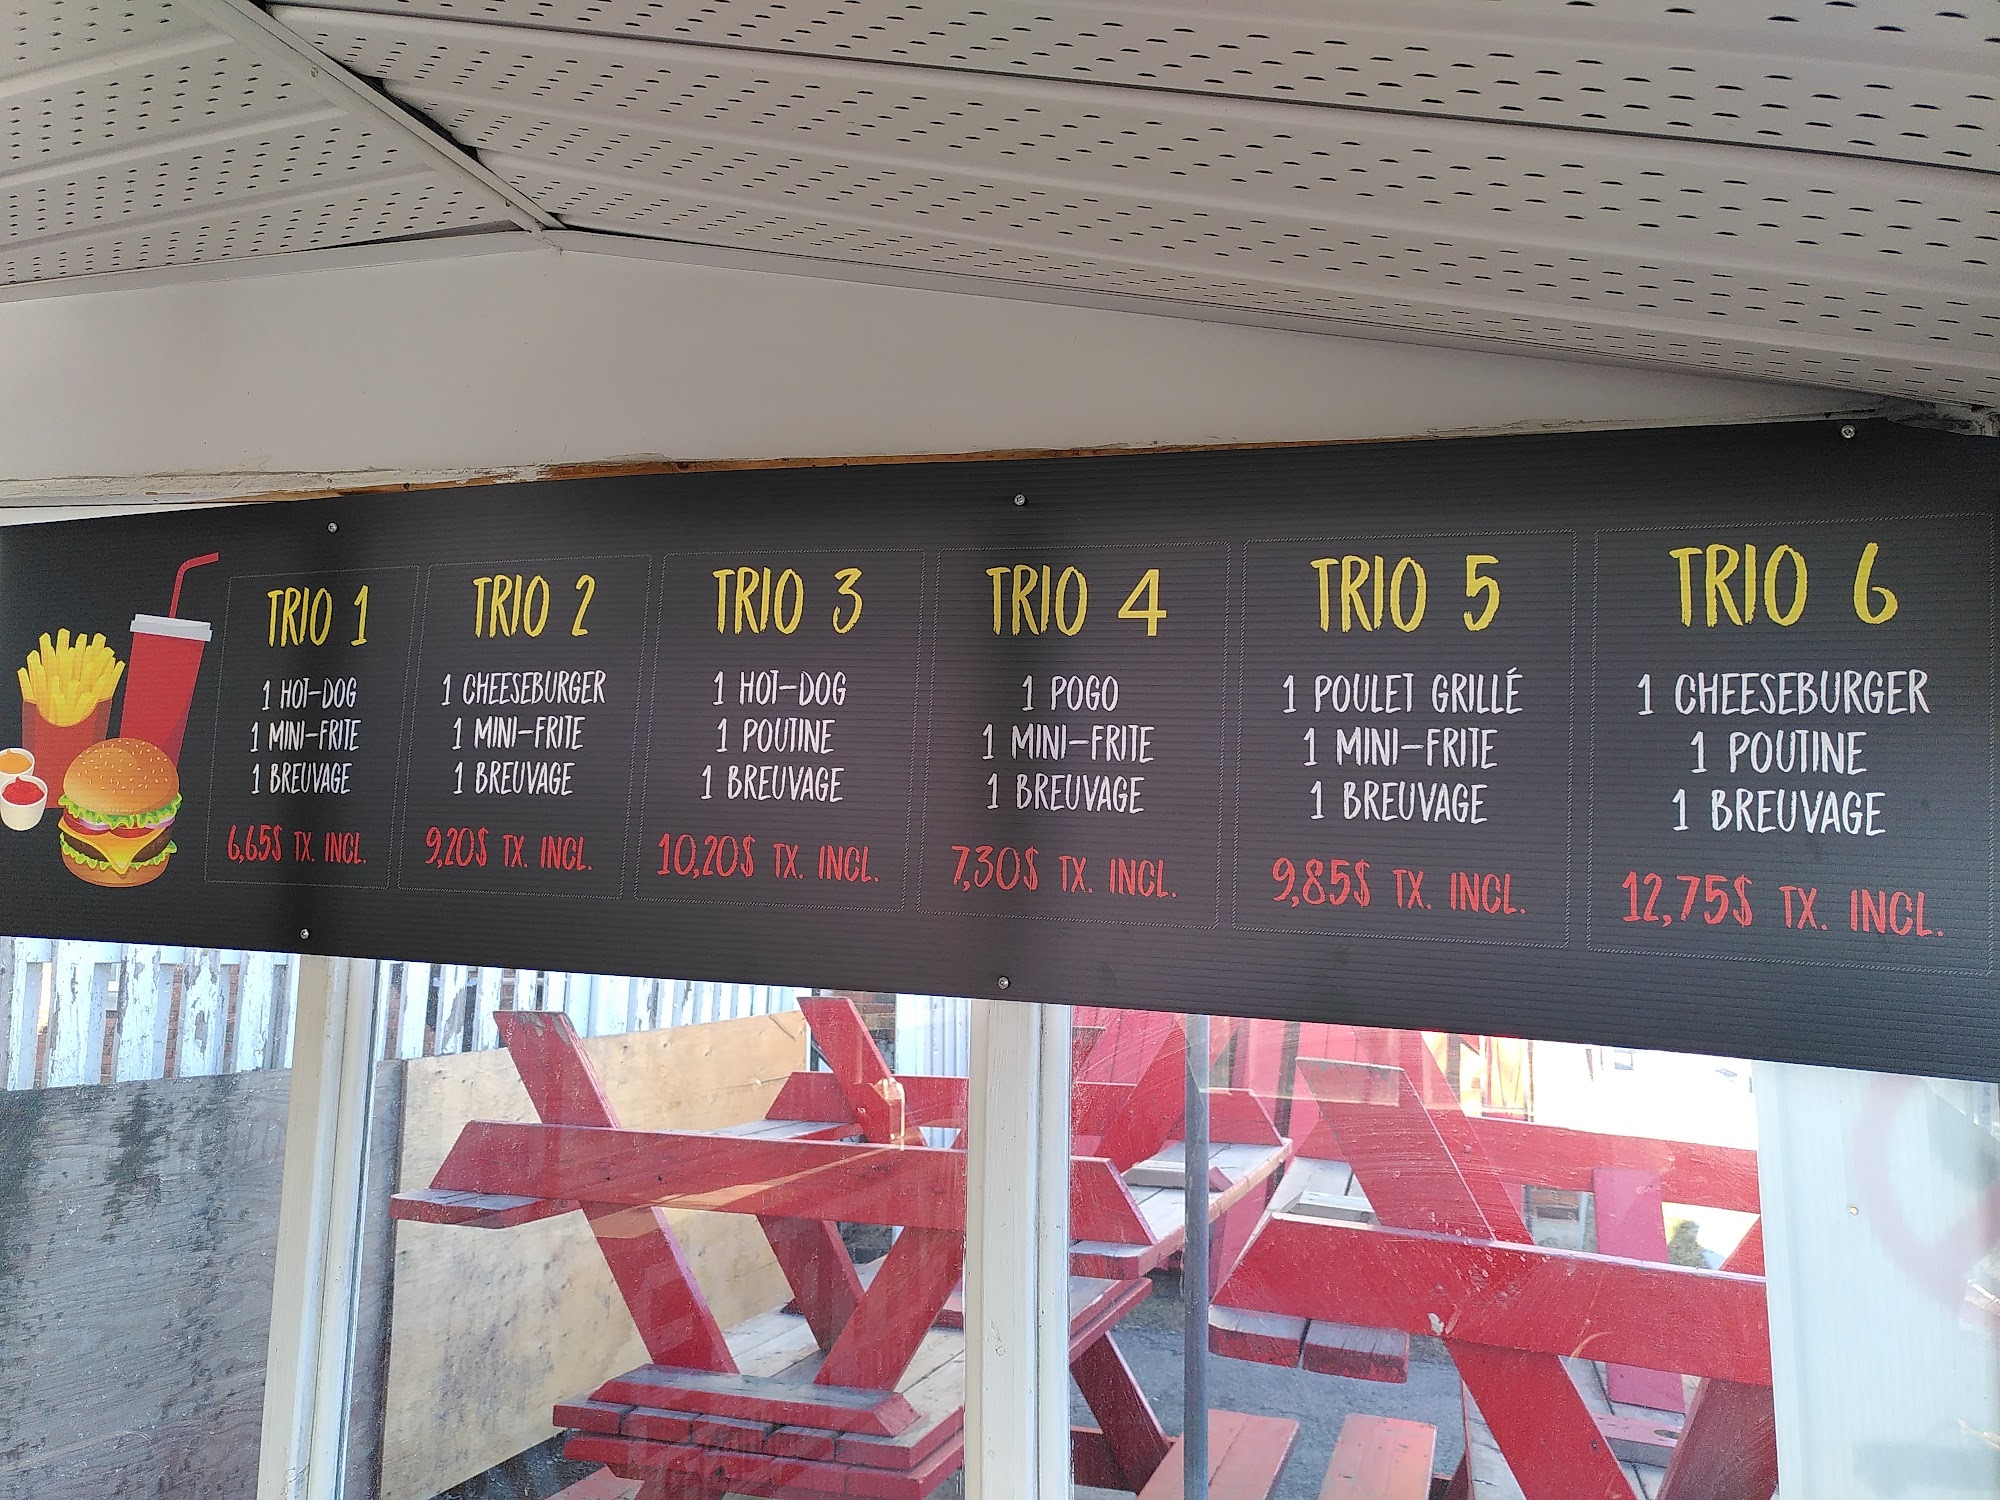 TRIO 1
1 HOT-DOG
1 MINI-FRITE
1 BREUVAGE
6,65$ TX. INCL.
TRIO 2
1 CHEESEBURGER
1 MINI-FRITE
1 BREUVAGE
9,20$ TX. INCL.
TRIO 3
1 HOT-DOG
1 POUTINE
1 BREUVAGE
10,20$ TX. INCL.
TRIO 4
1 POGO
1 MINI-FRITE
1 BREUVAGE
7,30$ TX. INCL.
TRIO 5
1 POULET GRILLÉ
1 MINI-FRITE
1 BREUVAGE
9,85$ TX. INCL.
TRIO 6
1 CHEESEBURGER
1 POUTINE
1 BREUVAGE
12,75$ TX. INCL.